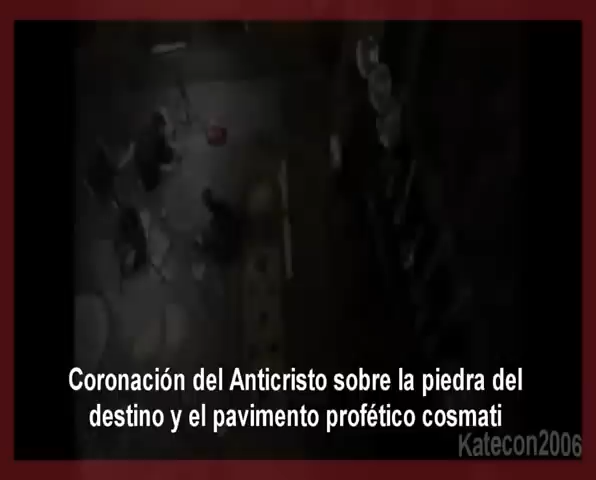 Coronación del Anticristo sobre la piedra del
destino y el pavimento profético cosmati
Katecon2006